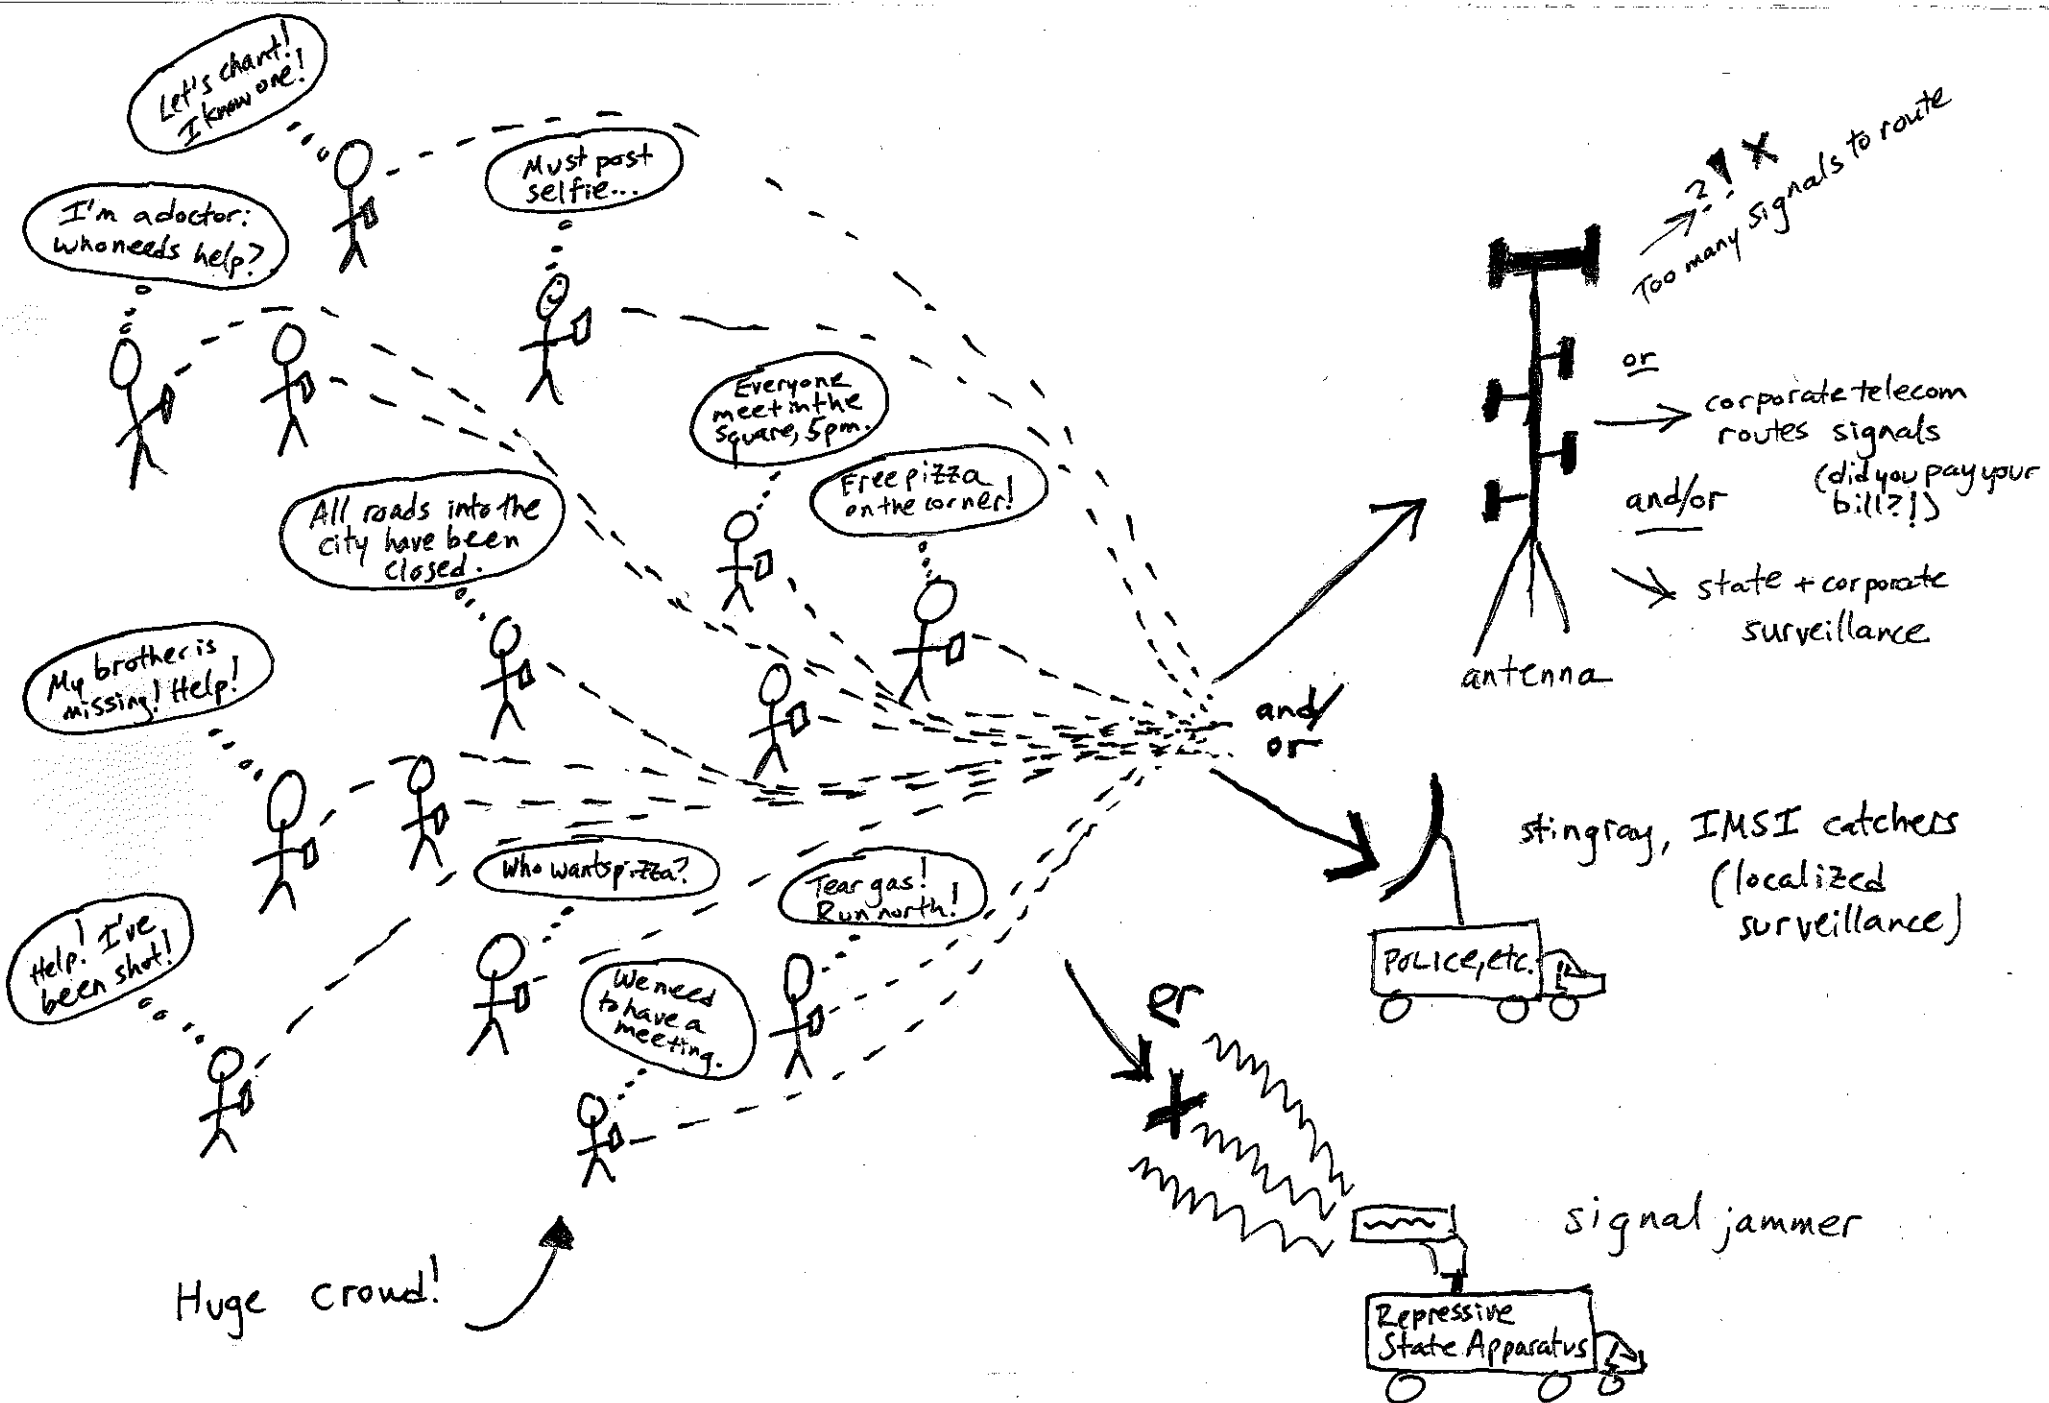 Let's chant!
I know one!
Must post
selfie...
I'm a doctor:
who needs help?
Everyone
meet in the
square, 5pm.
Free pizza
on the corner!
All roads into the
city have been
closed.
My brother is
missing! Help!
Who wants pizza?
Tear gas!
Run north!
Help! I've
been shot!
We need
to have a
meeting.
Huge crowd!
and/
or
or
?! X
Too many signals to route
or
corporate telecom
routes signals
(did you pay your
bill?!)
and/or
state + corporate
surveillance
antenna
stingray, IMSI catchers
(localized
surveillance)
POLICE, etc.
signal jammer
Repressive
State Apparatus